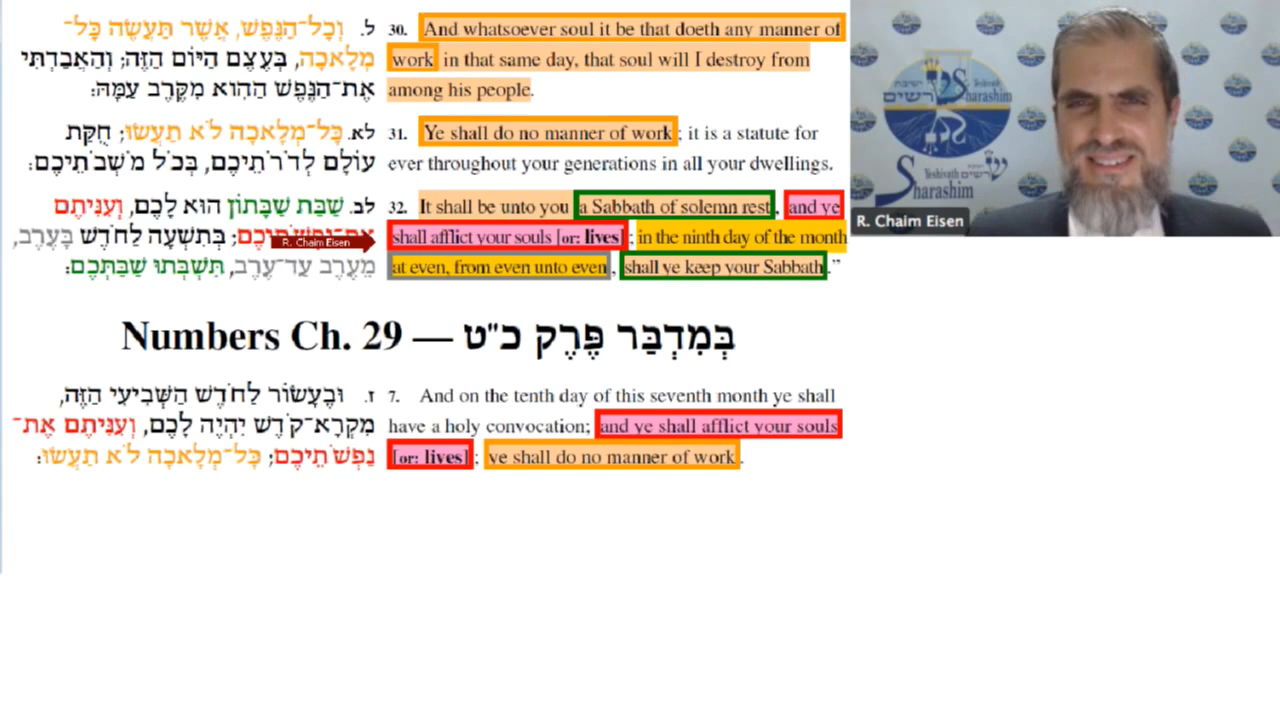 ל. וְכׇל־הַנֶּפֶשׁ, אֲשֶׁר תַּעֲשֶׂה כׇּל־
מְלָאכָה, בְּעֶצֶם הַיּוֹם הַזֶּה; וְהַאֲבַדְתִּי
אֶת־הַנֶּפֶשׁ הַהִוא מִקֶּרֶב עַמָּהּ:
30. And whatsoever soul it be that doeth any manner of
work in that same day, that soul will I destroy from
among his people.
לא. כׇּל־מְלָאכָה לֹא תַעֲשׂוּ; חֻקַּת
עוֹלָם לְדֹרֹתֵיכֶם, בְּכֹל מֹשְׁבֹתֵיכֶם:
31. Ye shall do no manner of work; it is a statute for
ever throughout your generations in all your dwellings.
לב. שַׁבַּת שַׁבָּתוֹן הוּא לָכֶם, וְעִנִּיתֶם
בְּתִשְׁעָה לַחֹדֶשׁ בָּעֶרֶב,
מֵעֶרֶב עַד־עֶרֶב, תִּשְׁבְּתוּ שַׁבַּתְּכֶם:
R. Chaim Eisen
32. It shall be unto you a Sabbath of solemn rest, and ye
shall afflict your souls [or: lives]; in the ninth day of the month
at even, from even unto even, shall ye keep your Sabbath.”
Numbers Ch. 29 — בְּמִדְבַּר פֶּרֶק כ"ט
ז. וּבֶעָשׂוֹר לַחֹדֶשׁ הַשְּׁבִיעִי הַזֶּה,
מִקְרָא־קֹדֶשׁ יִהְיֶה לָכֶם, וְעִנִּיתֶם אֶת־
נַפְשֹׁתֵיכֶם; כׇּל־מְלָאכָה לֹא תַעֲשׂוּ:
7. And on the tenth day of this seventh month ye shall
have a holy convocation; and ye shall afflict your souls
[or: lives]; ye shall do no manner of work.
ישיבת
שרשים
Yeshivath
Sharashim
Yeshivath שרשים
Sharashim
R. Chaim Eisen